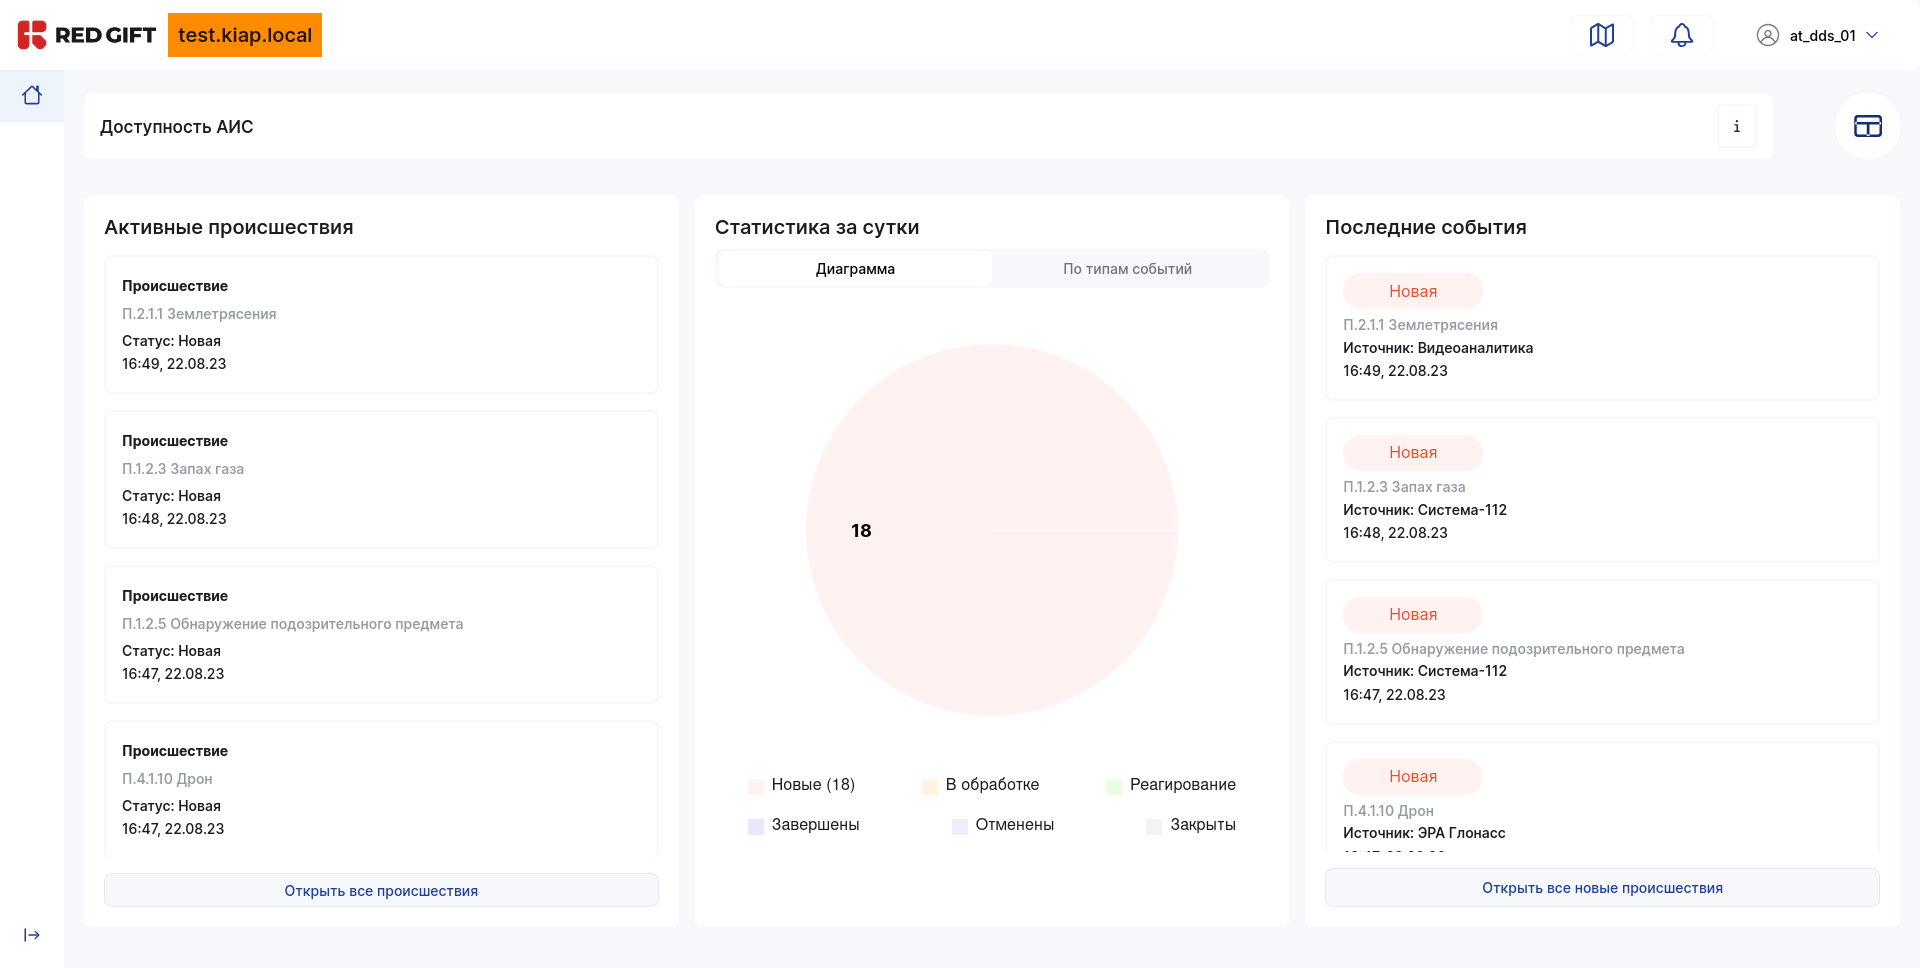 RED GIFT
test.kiap.local
at_dds_01
Доступность АИС
i
Активные происшествия
Происшествие
П.2.1.1 Землетрясения
Статус: Новая
16:49, 22.08.23
Происшествие
П.1.2.3 Запах газа
Статус: Новая
16:48, 22.08.23
Происшествие
П.1.2.5 Обнаружение подозрительного предмета
Статус: Новая
16:47, 22.08.23
Происшествие
П.4.1.10 Дрон
Статус: Новая
16:47, 22.08.23
Открыть все происшествия
Статистика за сутки
Диаграмма
По типам событий
18
Новые (18)
В обработке
Реагирование
Завершены
Отменены
Закрыты
Последние события
Новая
П.2.1.1 Землетрясения
Источник: Видеоаналитика
16:49, 22.08.23
Новая
П.1.2.3 Запах газа
Источник: Система-112
16:48, 22.08.23
Новая
П.1.2.5 Обнаружение подозрительного предмета
Источник: Система-112
16:47, 22.08.23
Новая
П.4.1.10 Дрон
Источник: ЭРА Глонасс
Открыть все новые происшествия